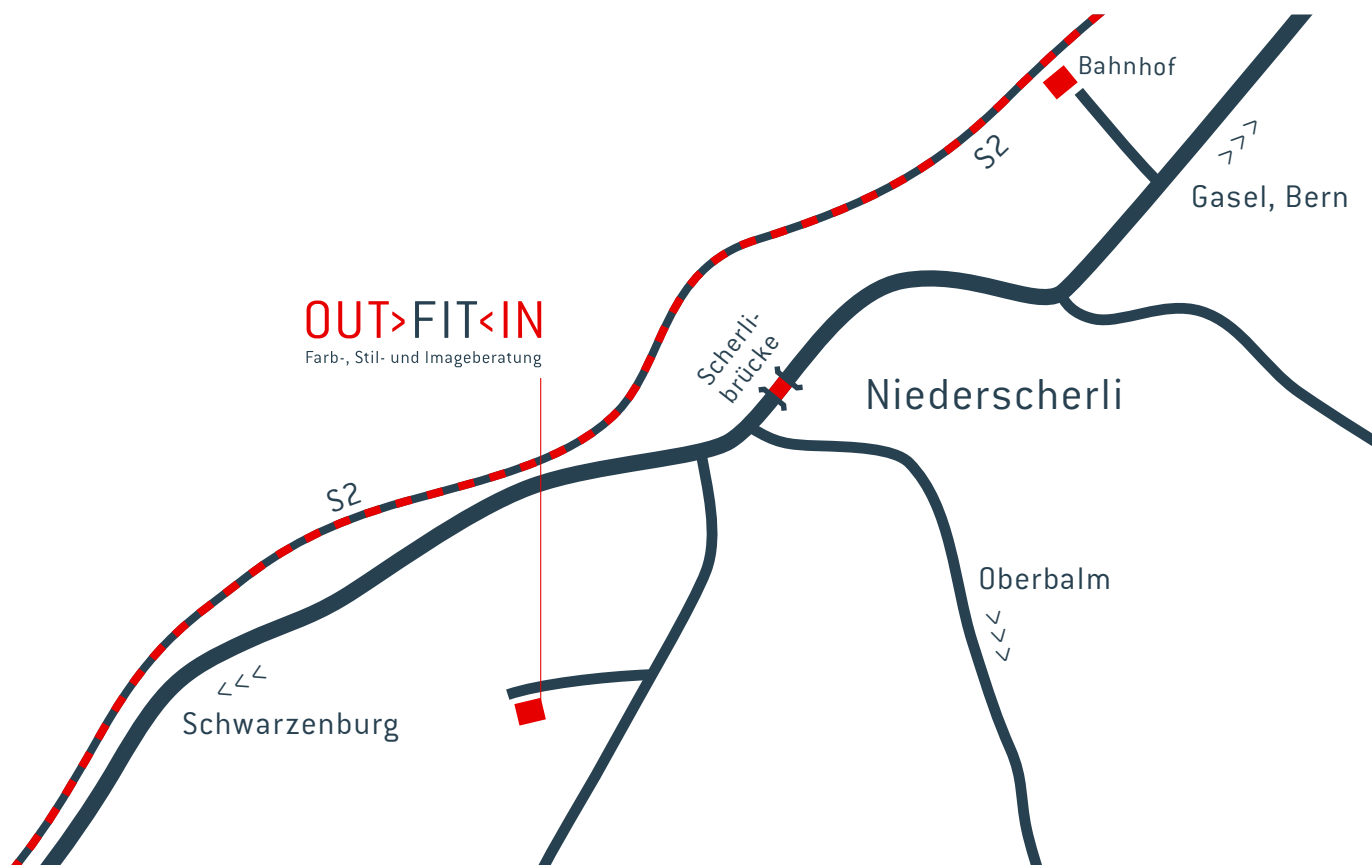 Bahnhof
S2
Gasel, Bern
OUT>FIT<IN
Farb-, Stil- und Imageberatung
Scherli-
brücke
Niederscherli
S2
Oberbalm
Schwarzenburg